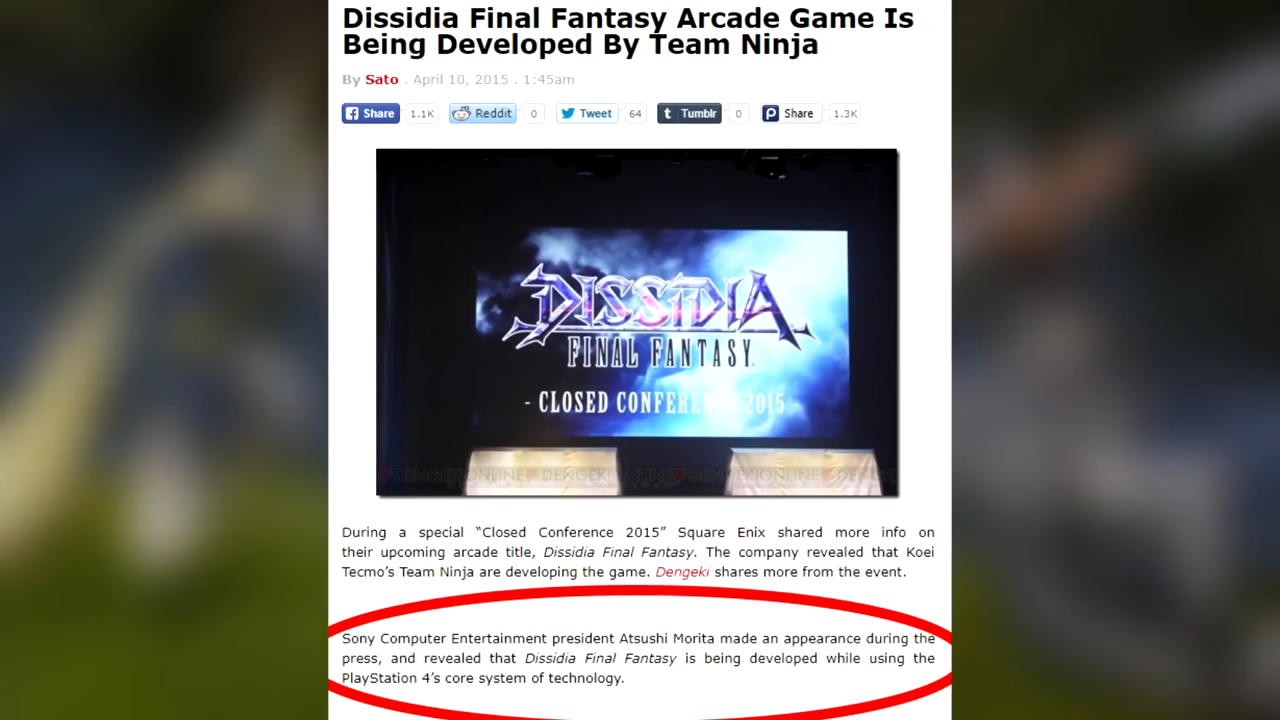 Dissidia Final Fantasy Arcade Game Is
Being Developed By Team Ninja
By Sato . April 10, 2015 . 1:45am
Share 1.1K Reddit 0 Tweet 64 Tumblr 0 Share 1.3K
DISSIDIA
FINAL FANTASY
- CLOSED CONFERENCE 2015 -
DENGEKIONLINE DENGEKIONLINE DENGEKIONLINE
During a special “Closed Conference 2015” Square Enix shared more info on
their upcoming arcade title, Dissidia Final Fantasy. The company revealed that Koei
Tecmo’s Team Ninja are developing the game. Dengeki shares more from the event.
Sony Computer Entertainment president Atsushi Morita made an appearance during the
press, and revealed that Dissidia Final Fantasy is being developed while using the
PlayStation 4’s core system of technology.